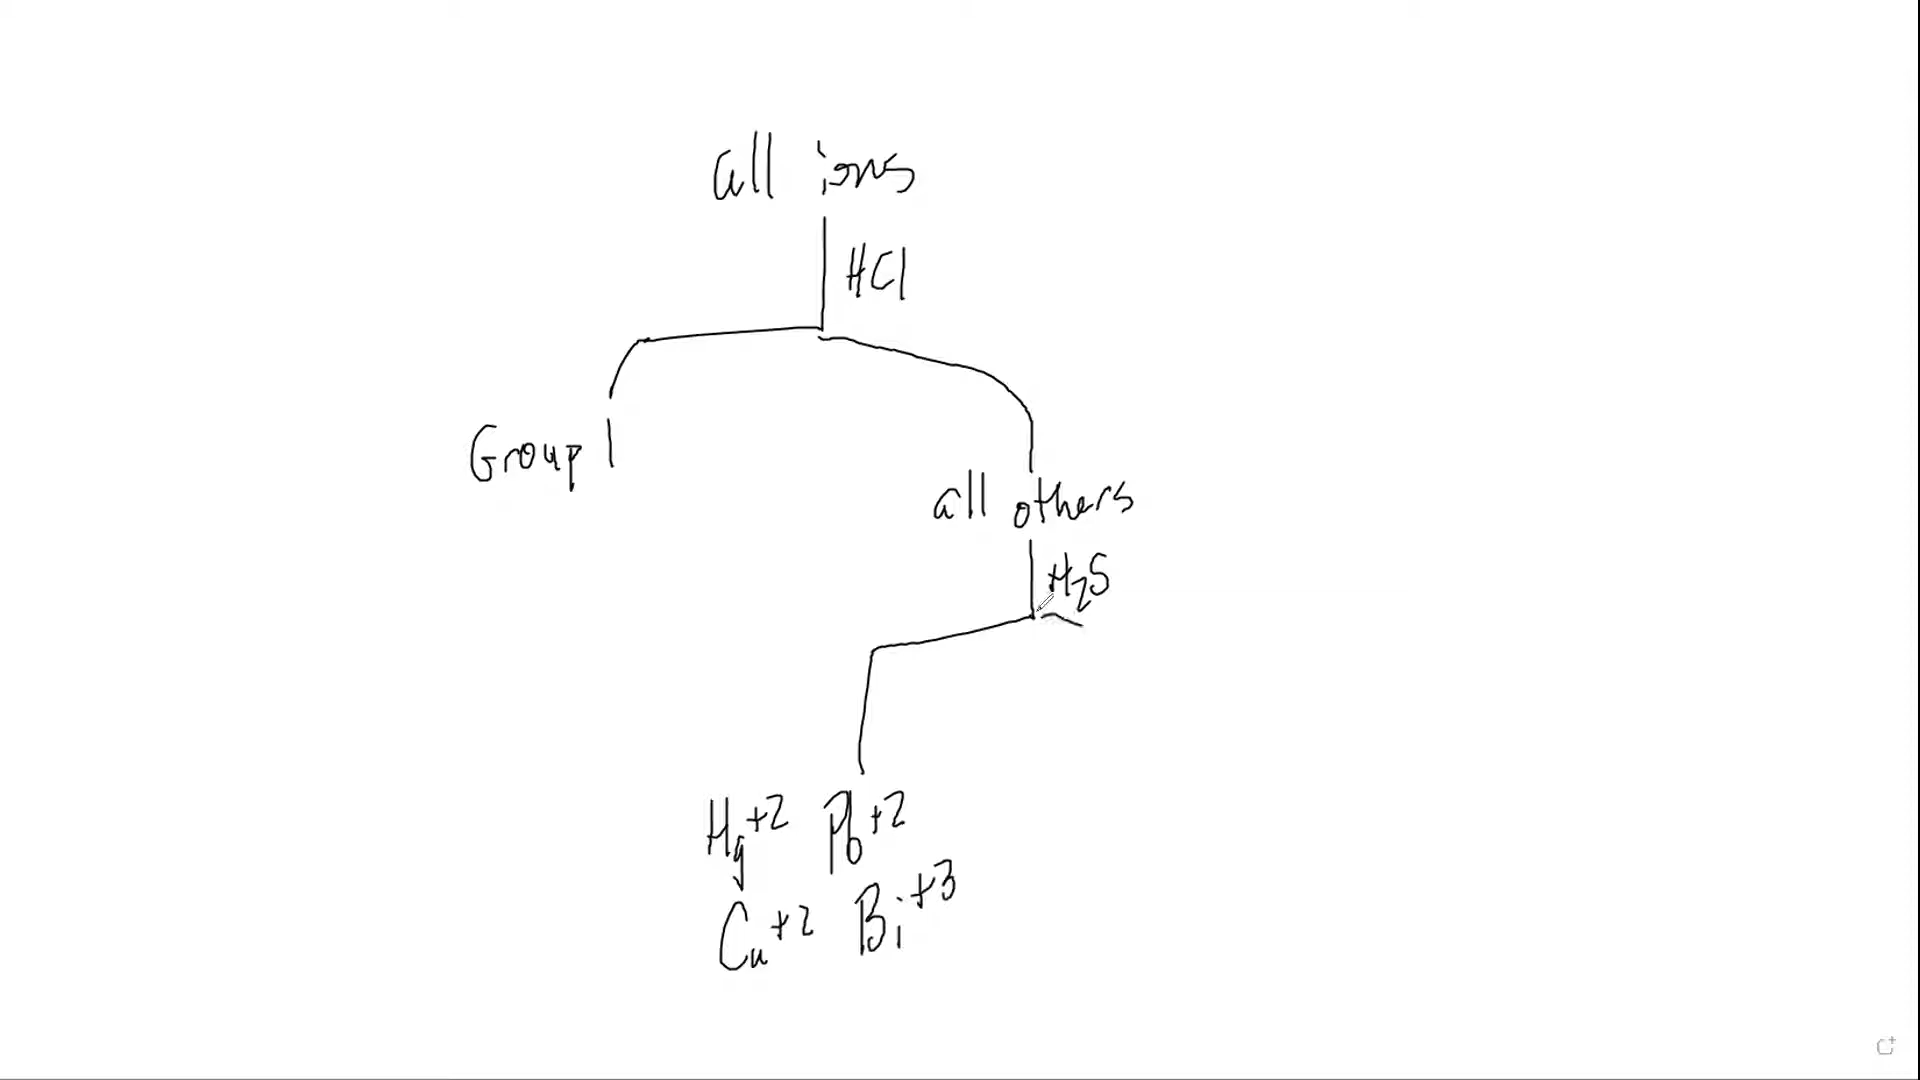 all ions
HCl
Group 1
all others
H₂S
Hg⁺² Pb⁺²
Cu⁺² Bi⁺³